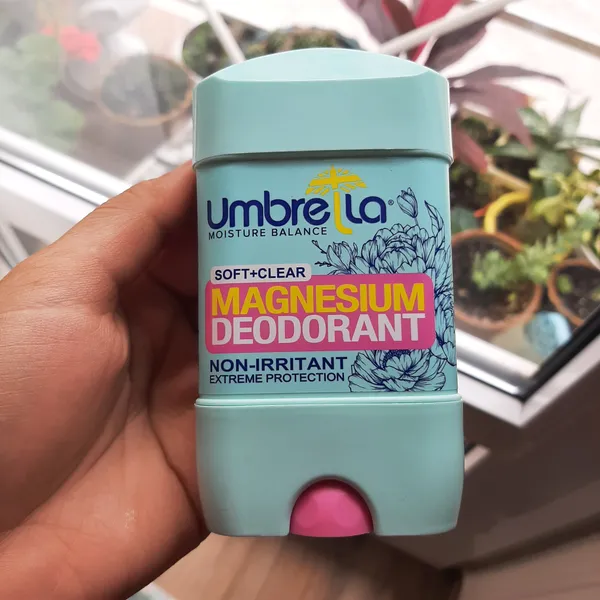 umbrella®
MOISTURE BALANCE
SOFT+CLEAR
MAGNESIUM
DEODORANT
NON-IRRITANT
EXTREME PROTECTION